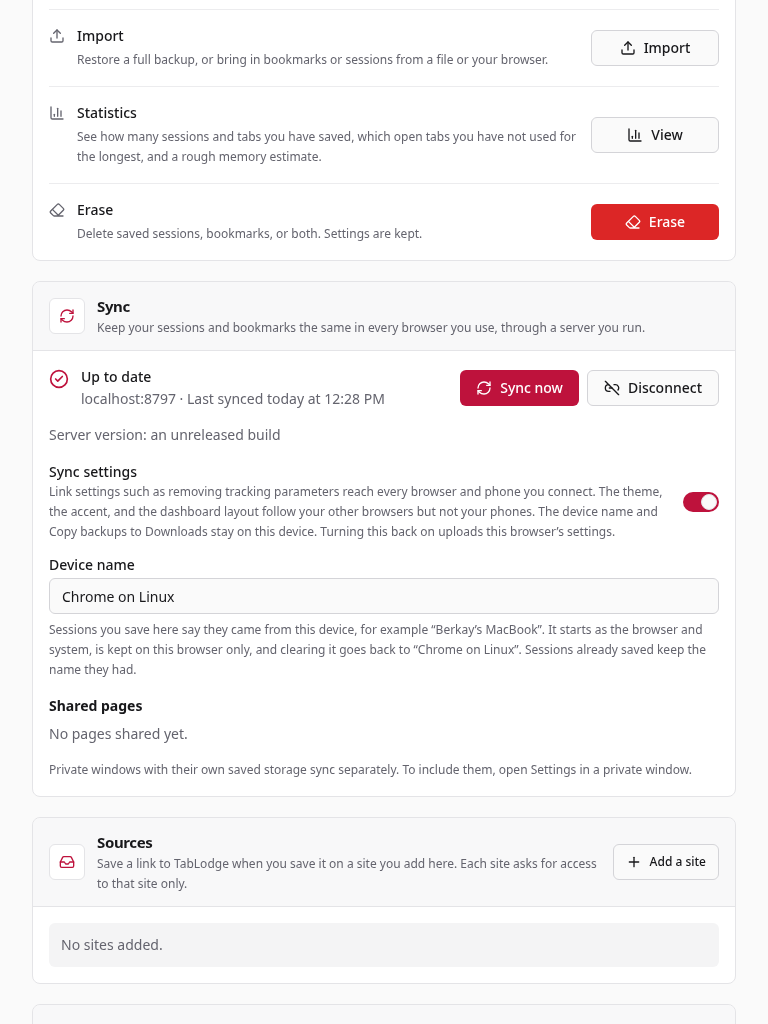 Import
Restore a full backup, or bring in bookmarks or sessions from a file or your browser.
Import
Statistics
See how many sessions and tabs you have saved, which open tabs you have not used for
the longest, and a rough memory estimate.
View
Erase
Delete saved sessions, bookmarks, or both. Settings are kept.
Erase
Sync
Keep your sessions and bookmarks the same in every browser you use, through a server you run.
Up to date
localhost:8797 · Last synced today at 12:28 PM
Sync now
Disconnect
Server version: an unreleased build
Sync settings
Link settings such as removing tracking parameters reach every browser and phone you connect. The theme,
the accent, and the dashboard layout follow your other browsers but not your phones. The device name and
Copy backups to Downloads stay on this device. Turning this back on uploads this browser’s settings.
Device name
Chrome on Linux
Sessions you save here say they came from this device, for example “Berkay’s MacBook”. It starts as the browser and
system, is kept on this browser only, and clearing it goes back to “Chrome on Linux”. Sessions already saved keep the
name they had.
Shared pages
No pages shared yet.
Private windows with their own saved storage sync separately. To include them, open Settings in a private window.
Sources
Save a link to TabLodge when you save it on a site you add here. Each site asks for access
to that site only.
Add a site
No sites added.